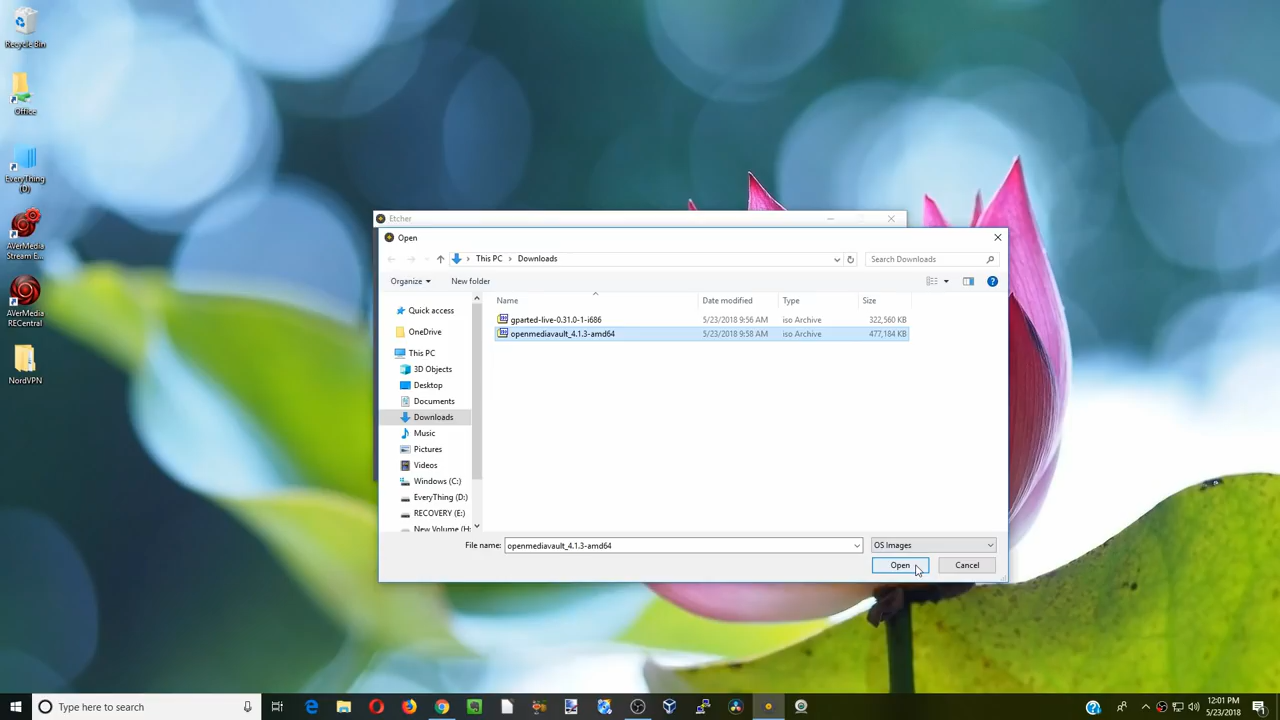 Recycle Bin
Office
EveryThing
(D)
AVerMedia
Stream E...
AVerMedia
RECentral
NordVPN
Etcher
Open
This PC > Downloads
Search Downloads
Organize
New folder
Name
Date modified
Type
Size
gparted-live-0.31.0-1-i686
5/23/2018 9:56 AM
iso Archive
322,560 KB
openmediavault_4.1.3-amd64
5/23/2018 9:58 AM
iso Archive
477,184 KB
Quick access
OneDrive
This PC
3D Objects
Desktop
Documents
Downloads
Music
Pictures
Videos
Windows (C:)
EveryThing (D:)
RECOVERY (E:)
New Volume (H:
File name:
openmediavault_4.1.3-amd64
OS Images
Open
Cancel
Type here to search
12:01 PM
5/23/2018